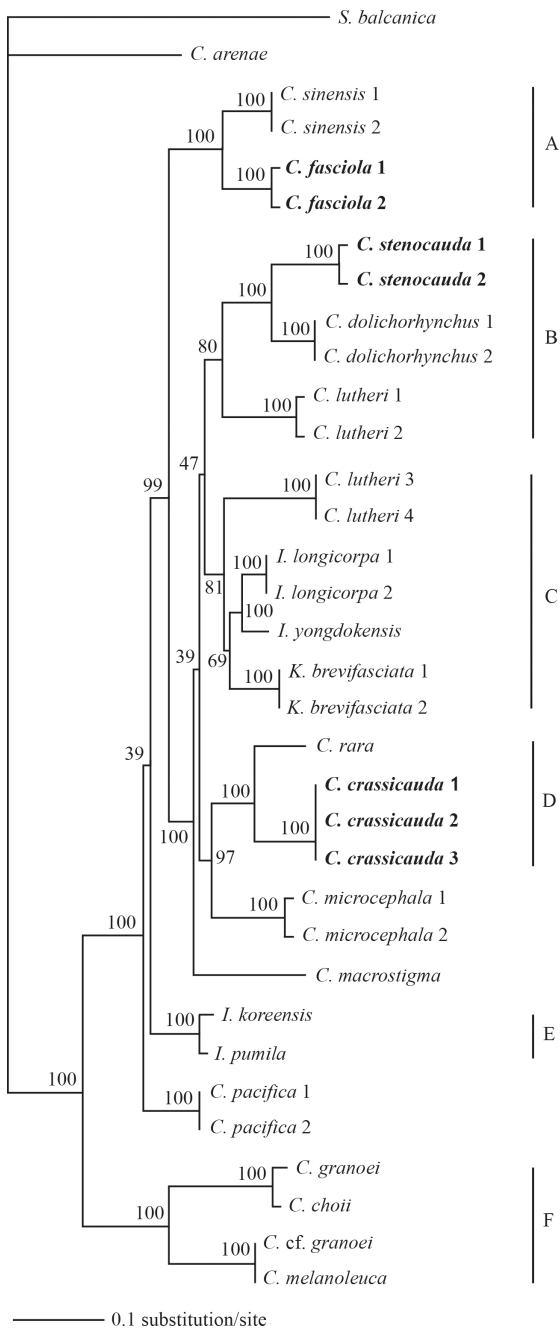 S. balcanica
C. arenae
100
C. sinensis 1
C. sinensis 2
100
A
100
C. fasciola 1
C. fasciola 2
C. stenocauda 1
100
C. stenocauda 2
100
C. dolichorhynchus 1
B
100
C. dolichorhynchus 2
80
C. lutheri 1
100
C. lutheri 2
47
C. lutheri 3
100
99
C. lutheri 4
I. longicorpa 1
100
81
I. longicorpa 2
C
100
I. yongdokensis
39
69
K. brevifasciata 1
100
K. brevifasciata 2
39
C. rara
C. crassicauda 1
100
D
C. crassicauda 2
100
100
97
C. crassicauda 3
C. microcephala 1
100
C. microcephala 2
100
C. macrostigma
I. koreensis
100
E
I. pumila
100
C. pacifica 1
100
C. pacifica 2
C. granoei
100
C. choii
100
F
C. cf. granoei
100
C. melanoleuca
0.1 substitution/site